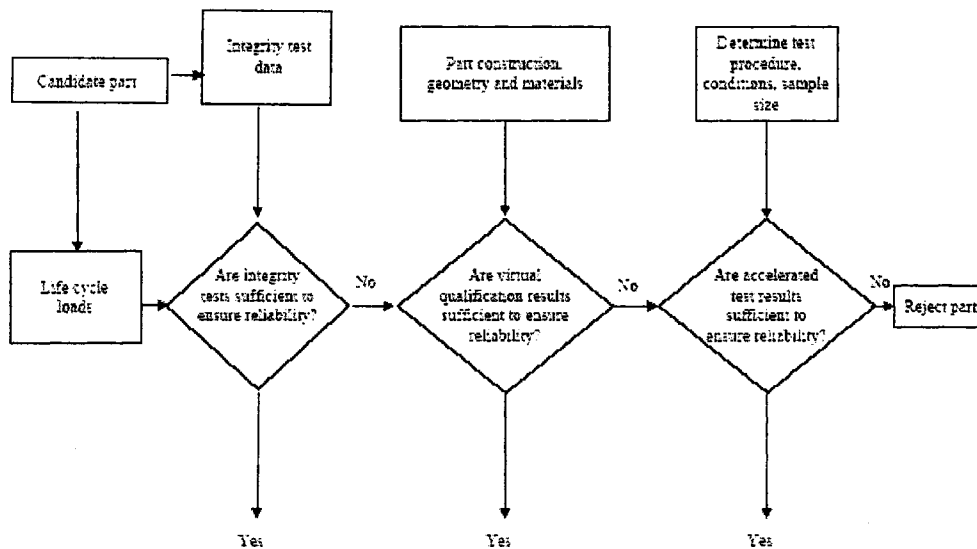 Candidate part
Integrity test
data
Part construction,
geometry and materials
Determine test
procedure,
conditions, sample
size
Life cycle
loads
Are integrity
tests sufficient to
ensure reliability?
No
Are virtual
qualification results
sufficient to ensure
reliability?
No
Are accelerated
test results
sufficient to
ensure reliability?
No
Reject part
Yes
Yes
Yes